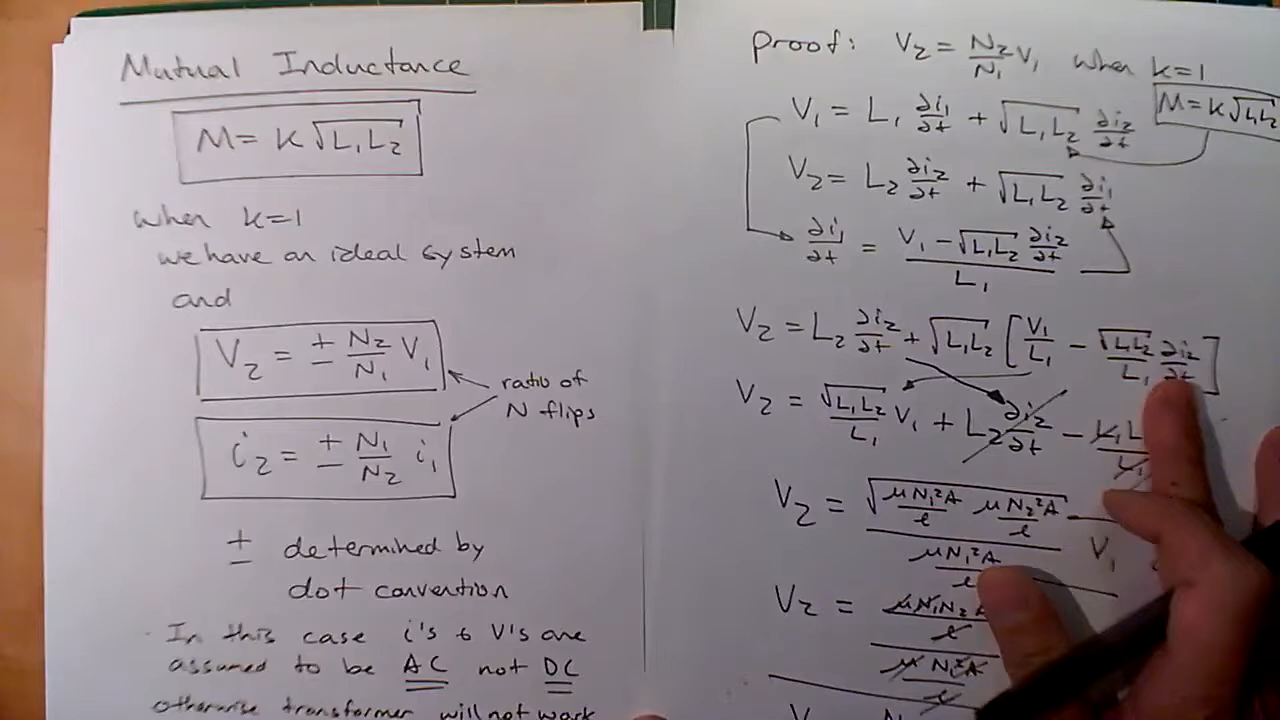 Mutual Inductance
M = K √L₁L₂
when k=1
we have an ideal system
and
V₂ = ± N₂/N₁ V₁
ratio of
N flips
i₂ = ± N₁/N₂ i₁
± determined by
dot convention
In this case i's & V's are
assumed to be AC not DC
otherwise transformer will not work
Proof: V₂ = N₂/N₁ V₁ when k=1
M = K√L₁L₂
V₁ = L₁ ∂i₁/∂t + √L₁L₂ ∂i₂/∂t
V₂ = L₂ ∂i₂/∂t + √L₁L₂ ∂i₁/∂t
∂i₁/∂t = (V₁ - √L₁L₂ ∂i₂/∂t)/L₁
V₂ = L₂ ∂i₂/∂t + √L₁L₂ [V₁/L₁ - √L₁L₂/L₁ ∂i₂/∂t]
V₂ = √L₁L₂/L₁ V₁ + L₂ ∂i₂/∂t -
V₂ = √(μN₁²A/ℓ μN₂²A/ℓ)/(μN₁²A/ℓ) V₁
V₂ = μN₁N₂
μN₁²A/ℓ